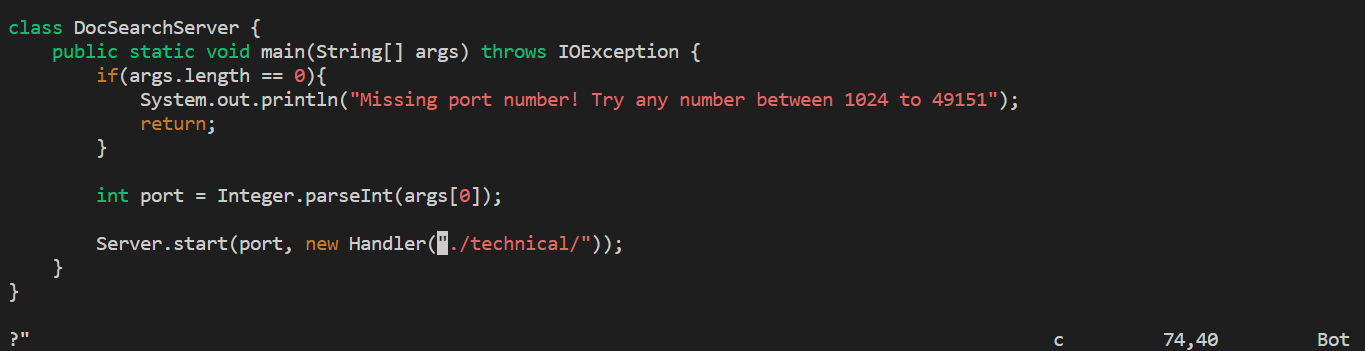 class DocSearchServer {
    public static void main(String[] args) throws IOException {
        if(args.length == 0){
            System.out.println("Missing port number! Try any number between 1024 to 49151");
            return;
        }

        int port = Integer.parseInt(args[0]);

        Server.start(port, new Handler("./technical/"));
    }
}

?" c 74,40 Bot